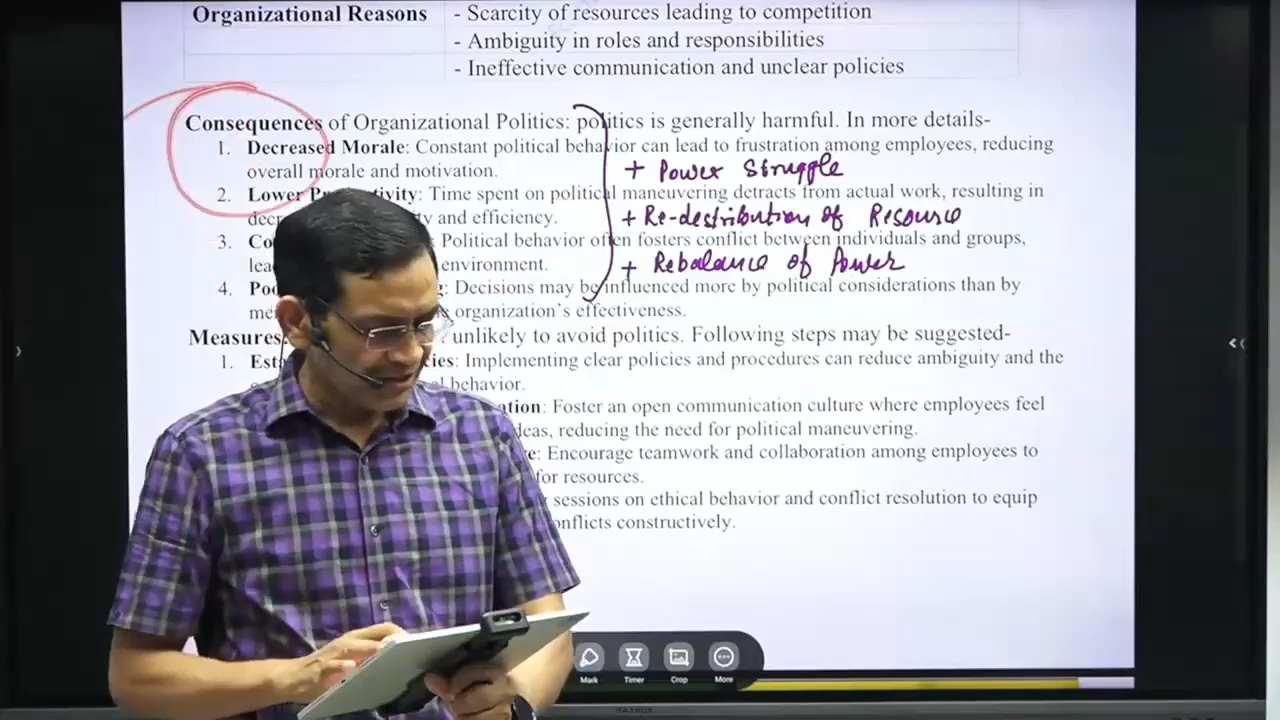 Organizational Reasons - Scarcity of resources leading to competition
- Ambiguity in roles and responsibilities
- Ineffective communication and unclear policies
Consequences of Organizational Politics: politics is generally harmful. In more details-
1. Decreased Morale: Constant political behavior can lead to frustration among employees, reducing
overall morale and motivation.
+ Power Struggle
2. Lower Productivity: Time spent on political maneuvering detracts from actual work, resulting in
and efficiency.
+ Re-destribution of Resource
3. Political behavior often fosters conflict between individuals and groups,
environment.
+ Rebalance of Power
4. Decisions may be influenced more by political considerations than by
organization's effectiveness.
Measures unlikely to avoid politics. Following steps may be suggested-
1. Implementing clear policies and procedures can reduce ambiguity and the
behavior.
Foster an open communication culture where employees feel
reducing the need for political maneuvering.
Encourage teamwork and collaboration among employees to
for resources.
sessions on ethical behavior and conflict resolution to equip
constructively.
Mark Timer Crop More